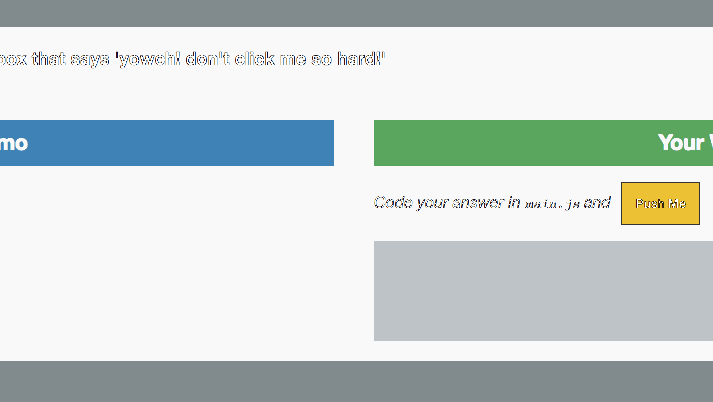 box that says 'yowch! don't click me so hard!'
mo
Your
Code your answer in main.js and
Push Me